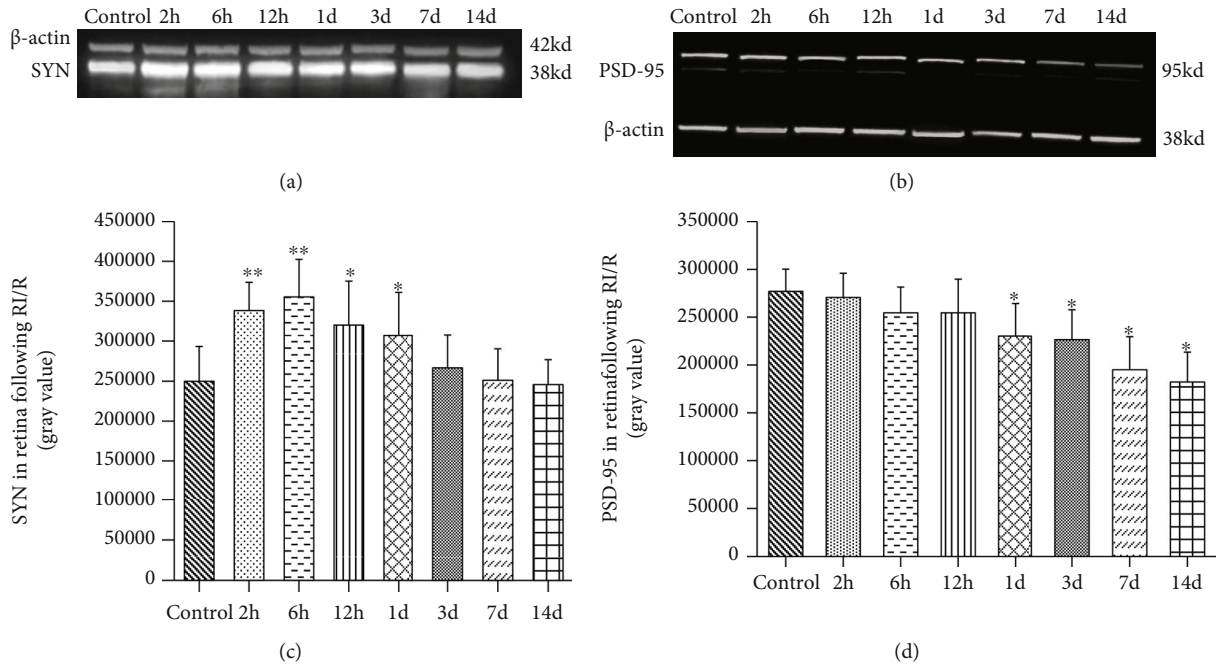 Control 2h 6h 12h 1d 3d 7d 14d
β-actin 42kd
SYN 38kd
(a)
Control 2h 6h 12h 1d 3d 7d 14d
PSD-95 95kd
β-actin 38kd
(b)
SYN in retina following RI/R
(gray value)
450000
400000
350000
300000
250000
200000
150000
100000
50000
0
** ** * *
Control 2h 6h 12h 1d 3d 7d 14d
(c)
PSD-95 in retinafollowing RI/R
(gray value)
350000
300000
250000
200000
150000
100000
50000
0
* * * *
Control 2h 6h 12h 1d 3d 7d 14d
(d)